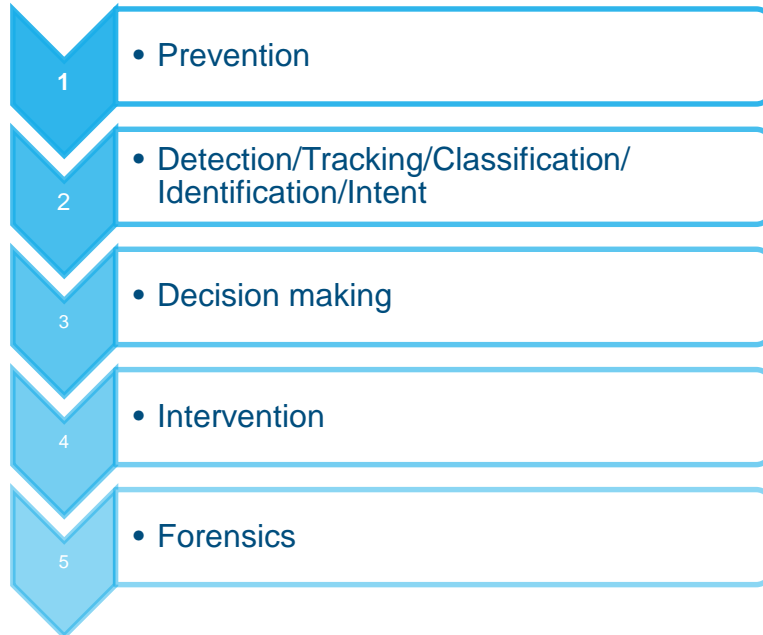 1
• Prevention
2
• Detection/Tracking/Classification/
Identification/Intent
3
• Decision making
4
• Intervention
5
• Forensics